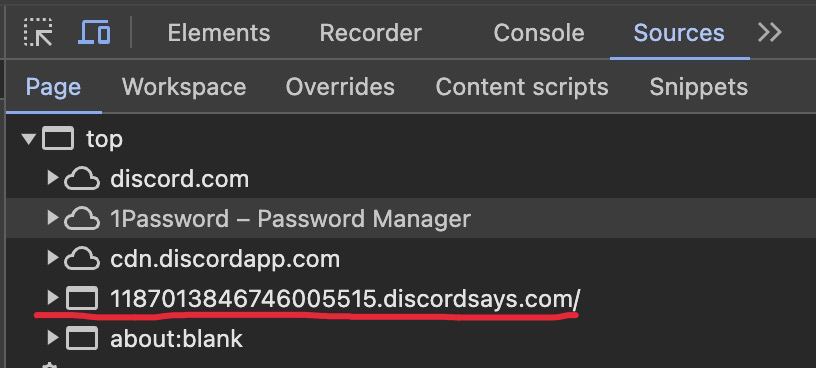 Elements Recorder Console Sources
Page Workspace Overrides Content scripts Snippets
top
discord.com
1Password – Password Manager
cdn.discordapp.com
1187013846746005515.discordsays.com/
about:blank